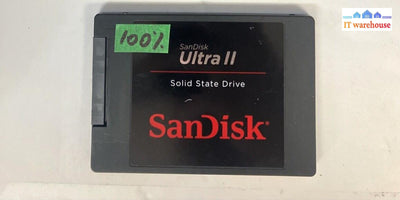 IT warehouse
100%
SanDisk
Ultra II
Solid State Drive
SanDisk®